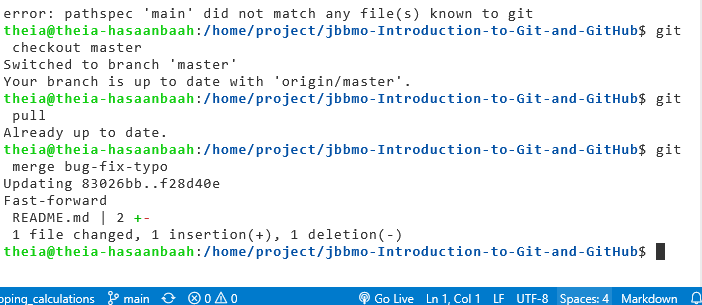 error: pathspec 'main' did not match any file(s) known to git
theia@theia-hasaanbaah:/home/project/jbbmo-Introduction-to-Git-and-GitHub$ git
checkout master
Switched to branch 'master'
Your branch is up to date with 'origin/master'.
theia@theia-hasaanbaah:/home/project/jbbmo-Introduction-to-Git-and-GitHub$ git
pull
Already up to date.
theia@theia-hasaanbaah:/home/project/jbbmo-Introduction-to-Git-and-GitHub$ git
merge bug-fix-typo
Updating 83026bb..f28d40e
Fast-forward
README.md | 2 +-
1 file changed, 1 insertion(+), 1 deletion(-)
theia@theia-hasaanbaah:/home/project/jbbmo-Introduction-to-Git-and-GitHub$
pping_calculations main 0 0 Go Live Ln 1, Col 1 LF UTF-8 Spaces: 4 Markdown